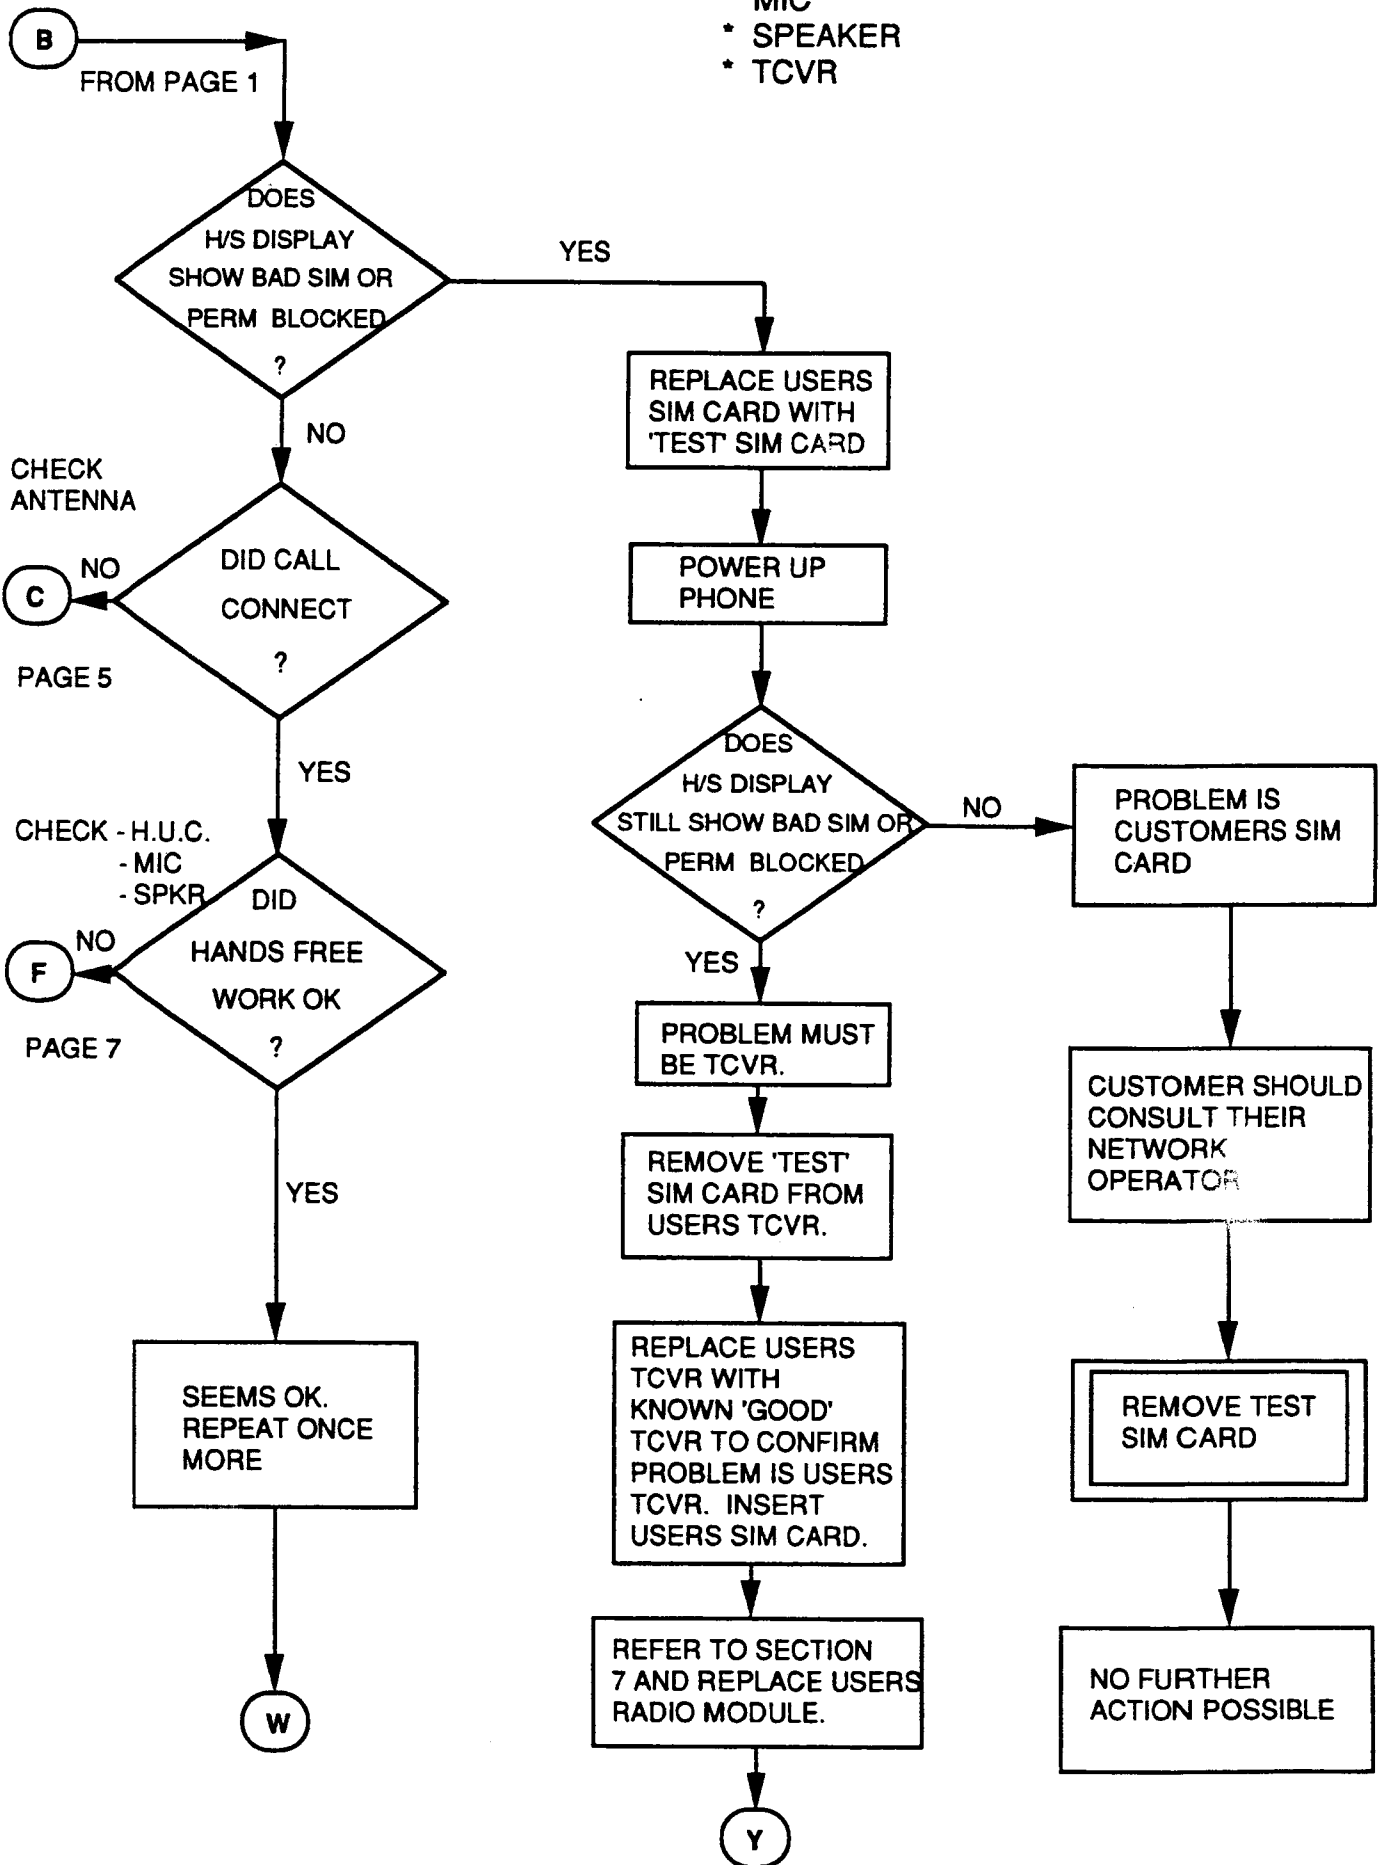 MIC
* SPEAKER
* TCVR
B
FROM PAGE 1
DOES
H/S DISPLAY
SHOW BAD SIM OR
PERM BLOCKED
?
YES
NO
REPLACE USERS
SIM CARD WITH
'TEST' SIM CARD
CHECK
ANTENNA
NO
C
PAGE 5
DID CALL
CONNECT
?
YES
POWER UP
PHONE
DOES
H/S DISPLAY
STILL SHOW BAD SIM OR
PERM BLOCKED
?
NO
YES
PROBLEM IS
CUSTOMERS SIM
CARD
CHECK - H.U.C.
- MIC
- SPKR
NO
F
PAGE 7
DID
HANDS FREE
WORK OK
?
YES
PROBLEM MUST
BE TCVR.
CUSTOMER SHOULD
CONSULT THEIR
NETWORK
OPERATOR
REMOVE 'TEST'
SIM CARD FROM
USERS TCVR.
SEEMS OK.
REPEAT ONCE
MORE
REPLACE USERS
TCVR WITH
KNOWN 'GOOD'
TCVR TO CONFIRM
PROBLEM IS USERS
TCVR. INSERT
USERS SIM CARD.
REMOVE TEST
SIM CARD
REFER TO SECTION
7 AND REPLACE USERS
RADIO MODULE.
NO FURTHER
ACTION POSSIBLE
W
Y